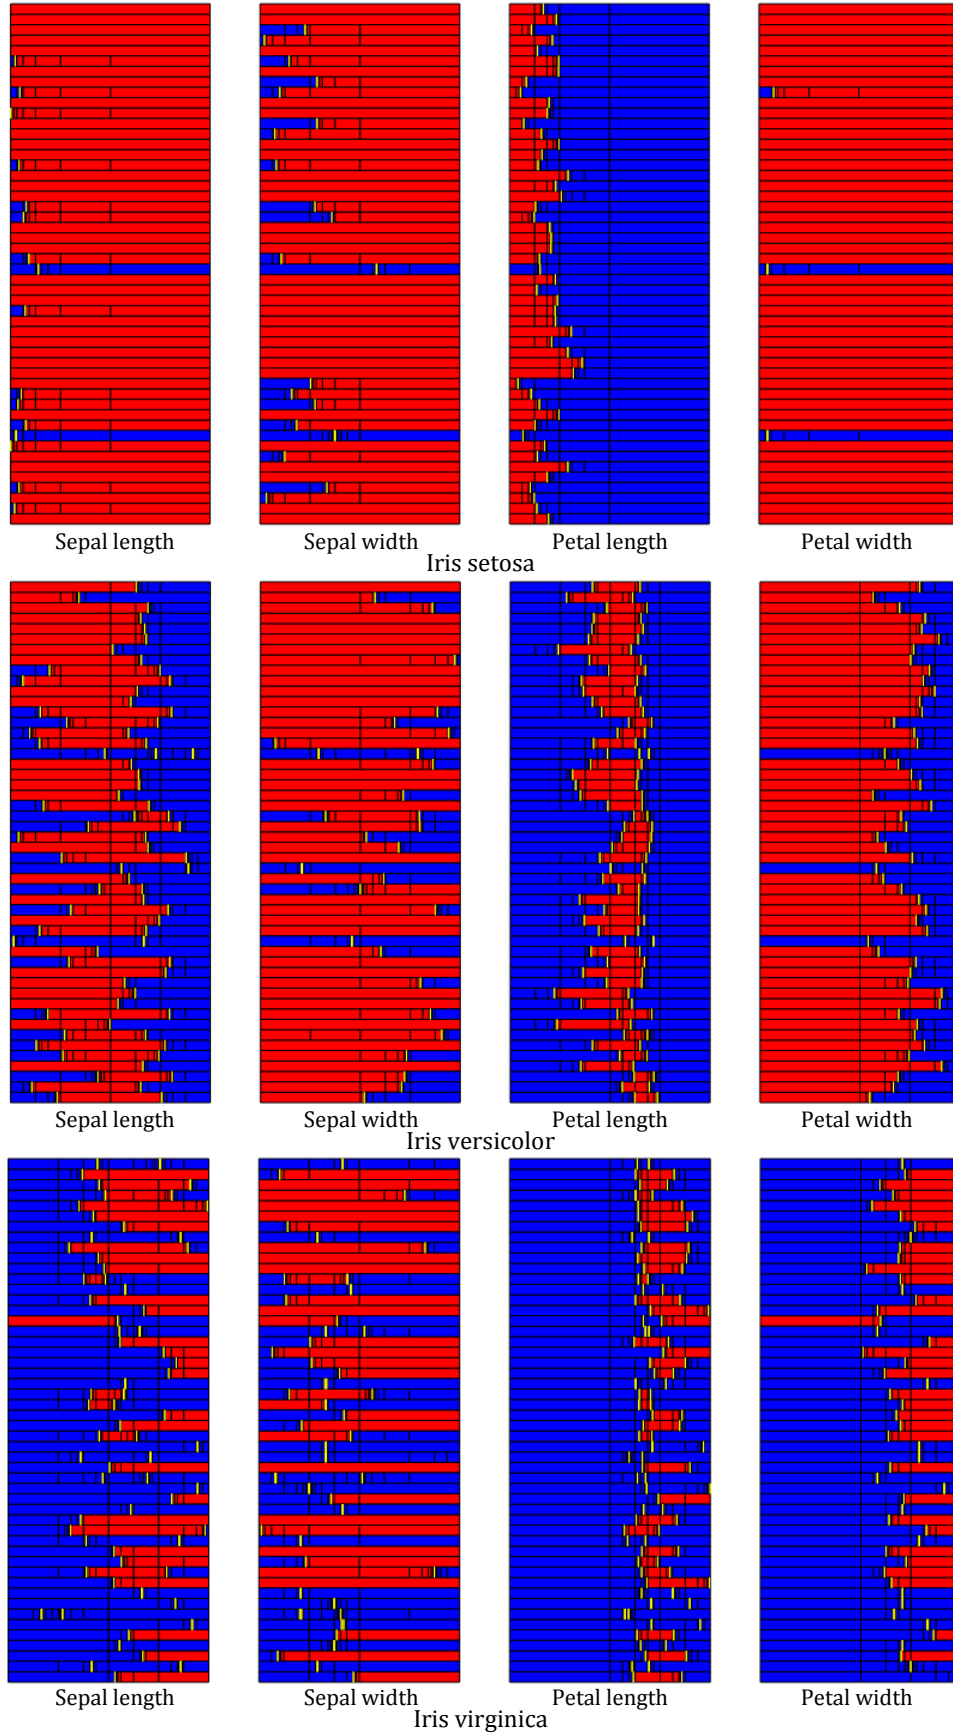 Sepal length Sepal width Petal length Petal width
Iris setosa
Sepal length Sepal width Petal length Petal width
Iris versicolor
Sepal length Sepal width Petal length Petal width
Iris virginica